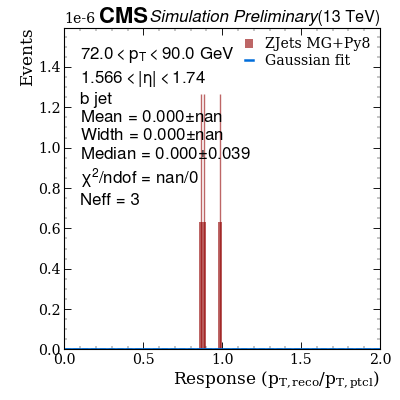 1e-6 CMS Simulation Preliminary (13 TeV)
72.0 < pT < 90.0 GeV
1.566 < |η| < 1.74
b jet
Mean = 0.000±nan
Width = 0.000±nan
Median = 0.000±0.039
χ²/ndof = nan/0
Neff = 3
ZJets MG+Py8
Gaussian fit
Events
1.4
1.2
1.0
0.8
0.6
0.4
0.2
0.0
0.0 0.5 1.0 1.5 2.0
Response (pT,reco/pT,ptcl)